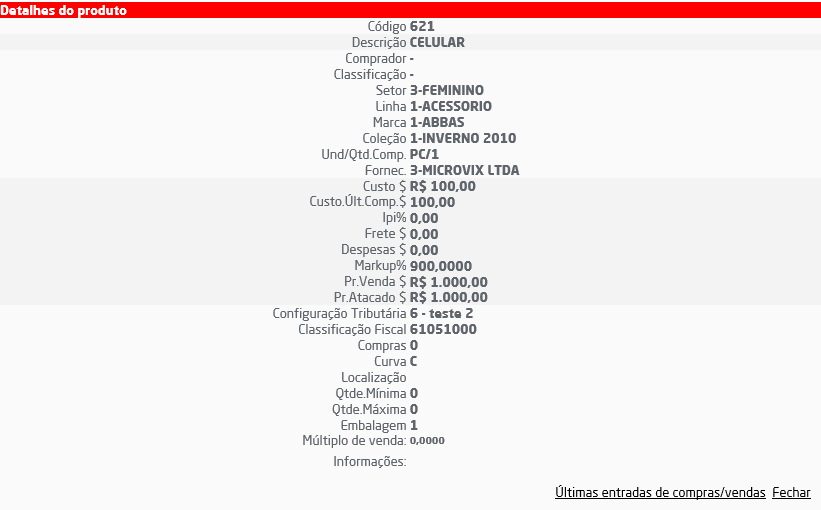 Detalhes do produto
Código 621
Descrição CELULAR
Comprador -
Classificação -
Setor 3-FEMININO
Linha 1-ACESSORIO
Marca 1-ABBAS
Coleção 1-INVERNO 2010
Und/Qtd.Comp. PC/1
Fornec. 3-MICROVIX LTDA
Custo $ R$ 100,00
Custo.Últ.Comp.$ 100,00
Ipi% 0,00
Frete $ 0,00
Despesas $ 0,00
Markup% 900,0000
Pr.Venda $ R$ 1.000,00
Pr.Atacado $ R$ 1.000,00
Configuração Tributária 6 - teste 2
Classificação Fiscal 61051000
Compras 0
Curva C
Localização
Qtde.Mínima 0
Qtde.Máxima 0
Embalagem 1
Múltiplo de venda: 0,0000
Informações:
Últimas entradas de compras/vendas Fechar